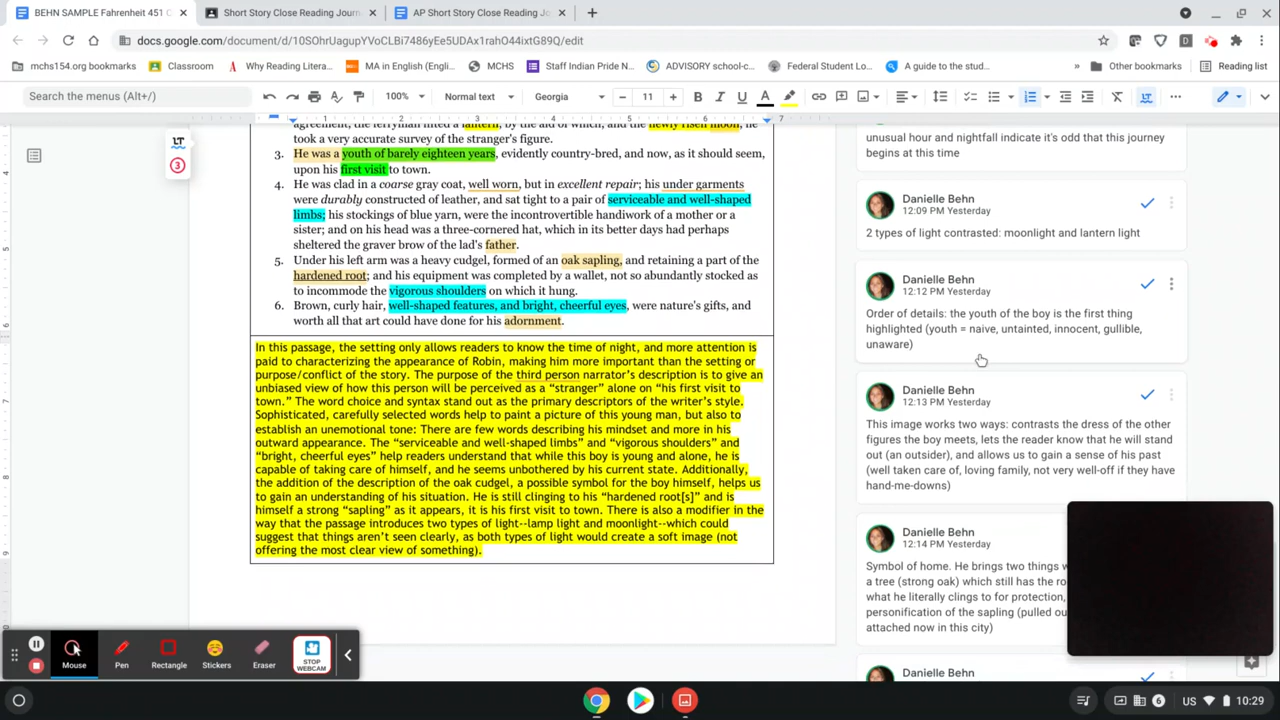 BEHN SAMPLE Fahrenheit 451 C
Short Story Close Reading Journ
AP Short Story Close Reading Jo
docs.google.com/document/d/10SOhrUagupYVoCLBi7486yEe5UDAx1rahO44ixtG89Q/edit
mchs154.org bookmarks
Classroom
Why Reading Litera...
MA in English (Engli...
MCHS
Staff Indian Pride N...
ADVISORY school-c...
Federal Student Lo...
A guide to the stud...
»
Other bookmarks
Reading list
Search the menus (Alt+/)
100%
Normal text
Georgia
11
B I U A
1 2 3 4 5 6 7
LT
3
took a very accurate survey of the stranger's figure.
3. He was a youth of barely eighteen years, evidently country-bred, and now, as it should seem,
upon his first visit to town.
4. He was clad in a coarse gray coat, well worn, but in excellent repair; his under garments
were durably constructed of leather, and sat tight to a pair of serviceable and well-shaped
limbs; his stockings of blue yarn, were the incontrovertible handiwork of a mother or a
sister; and on his head was a three-cornered hat, which in its better days had perhaps
sheltered the graver brow of the lad's father.
5. Under his left arm was a heavy cudgel, formed of an oak sapling, and retaining a part of the
hardened root; and his equipment was completed by a wallet, not so abundantly stocked as
to incommode the vigorous shoulders on which it hung.
6. Brown, curly hair, well-shaped features, and bright, cheerful eyes, were nature's gifts, and
worth all that art could have done for his adornment.
In this passage, the setting only allows readers to know the time of night, and more attention is
paid to characterizing the appearance of Robin, making him more important than the setting or
purpose/conflict of the story. The purpose of the third person narrator's description is to give an
unbiased view of how this person will be perceived as a "stranger" alone on "his first visit to
town." The word choice and syntax stand out as the primary descriptors of the writer's style.
Sophisticated, carefully selected words help to paint a picture of this young man, but also to
establish an unemotional tone: There are few words describing his mindset and more in his
outward appearance. The "serviceable and well-shaped limbs" and "vigorous shoulders" and
"bright, cheerful eyes" help readers understand that while this boy is young and alone, he is
capable of taking care of himself, and he seems unbothered by his current state. Additionally,
the addition of the description of the oak cudgel, a possible symbol for the boy himself, helps us
to gain an understanding of his situation. He is still clinging to his "hardened root[s]" and is
himself a strong "sapling" as it appears, it is his first visit to town. There is also a modifier in the
way that the passage introduces two types of light--lamp light and moonlight--which could
suggest that things aren't seen clearly, as both types of light would create a soft image (not
offering the most clear view of something).
unusual hour and nightfall indicate it's odd that this journey
begins at this time
Danielle Behn
12:09 PM Yesterday
2 types of light contrasted: moonlight and lantern light
Danielle Behn
12:12 PM Yesterday
Order of details: the youth of the boy is the first thing
highlighted (youth = naive, untainted, innocent, gullible,
unaware)
Danielle Behn
12:13 PM Yesterday
This image works two ways: contrasts the dress of the other
figures the boy meets, lets the reader know that he will stand
out (an outsider), and allows us to gain a sense of his past
(well taken care of, loving family, not very well-off if they have
hand-me-downs)
Danielle Behn
12:14 PM Yesterday
Symbol of home. He brings two things w
a tree (strong oak) which still has the ro
what he literally clings to for protection,
personification of the sapling (pulled ou
attached now in this city)
Danielle Behn
Mouse
Pen
Rectangle
Stickers
Eraser
STOP
WEBCAM
6
US
10:29